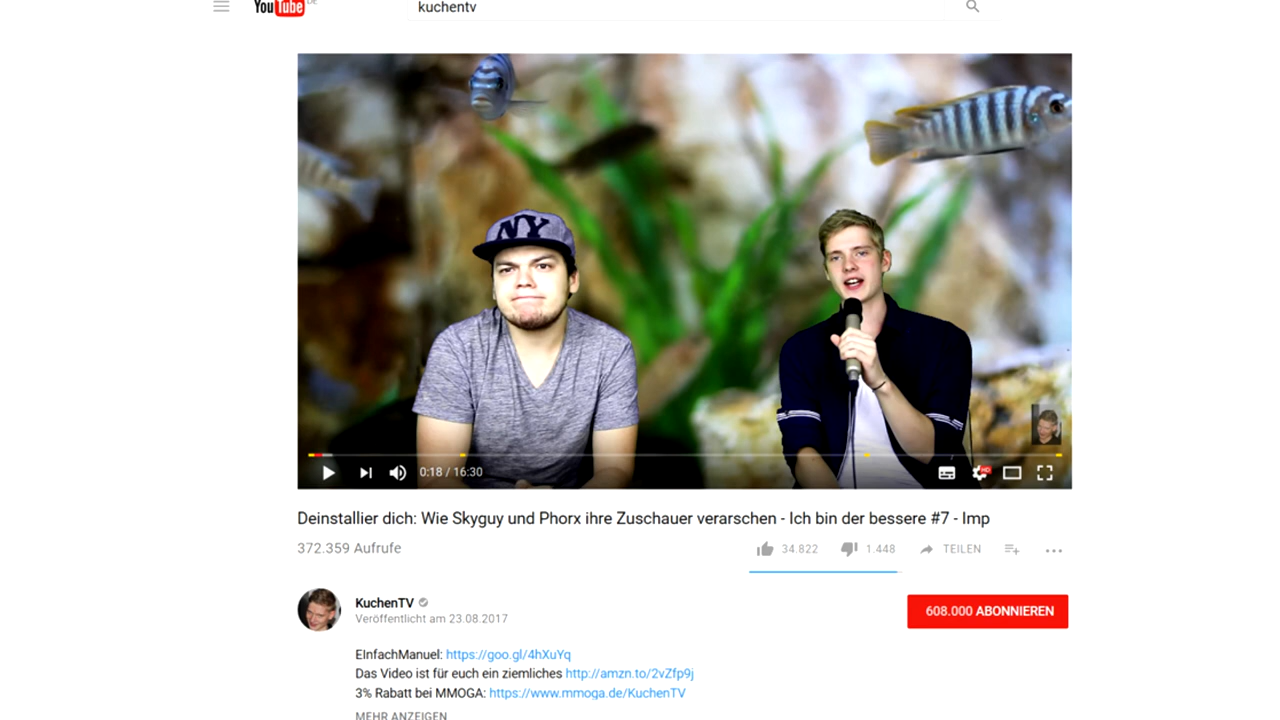 YouTube DE
kuchentv
NY
0:18 / 16:30
HD
Deinstallier dich: Wie Skyguy und Phorx ihre Zuschauer verarschen - Ich bin der bessere #7 - Imp
372.359 Aufrufe
34.822
1.448
TEILEN
KuchenTV
608.000 ABONNIEREN
Veröffentlicht am 23.08.2017
EInfachManuel: https://goo.gl/4hXuYq
Das Video ist für euch ein ziemliches http://amzn.to/2vZfp9j
3% Rabatt bei MMOGA: https://www.mmoga.de/KuchenTV
MEHR ANZEIGEN